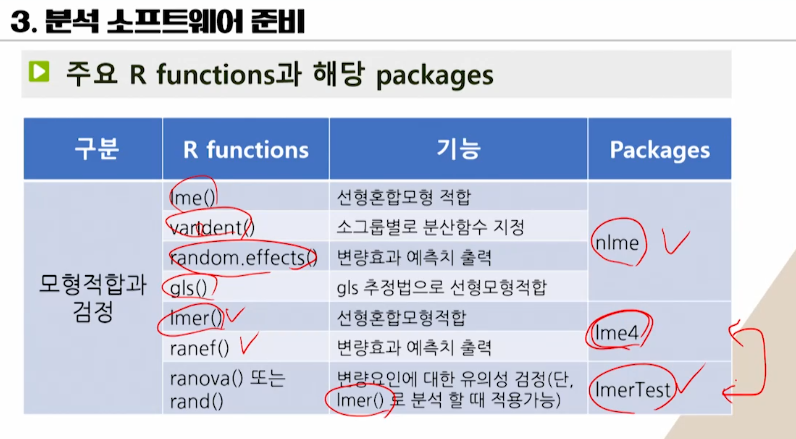 3. 분석 소프트웨어 준비
주요 R functions과 해당 packages
구분 R functions 기능 Packages
모형적합과 검정
lme() 선형혼합모형 적합
varIdent() 소그룹별로 분산함수 지정
random.effects() 변량효과 예측치 출력
gls() gls 추정법으로 선형모형적합
nlme
lmer() 선형혼합모형적합
ranef() 변량효과 예측치 출력
lme4
ranova() 또는 rand()
변량요인에 대한 유의성 검정(단,
lmer() 로 분석 할 때 적용가능)
lmerTest